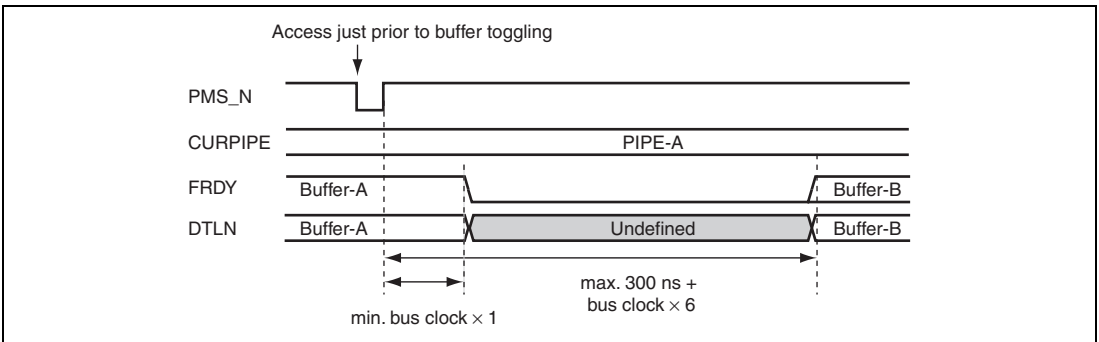 Access just prior to buffer toggling
PMS_N
CURPIPE PIPE-A
FRDY Buffer-A Buffer-B
DTLN Buffer-A Undefined Buffer-B
max. 300 ns +
bus clock × 6
min. bus clock × 1